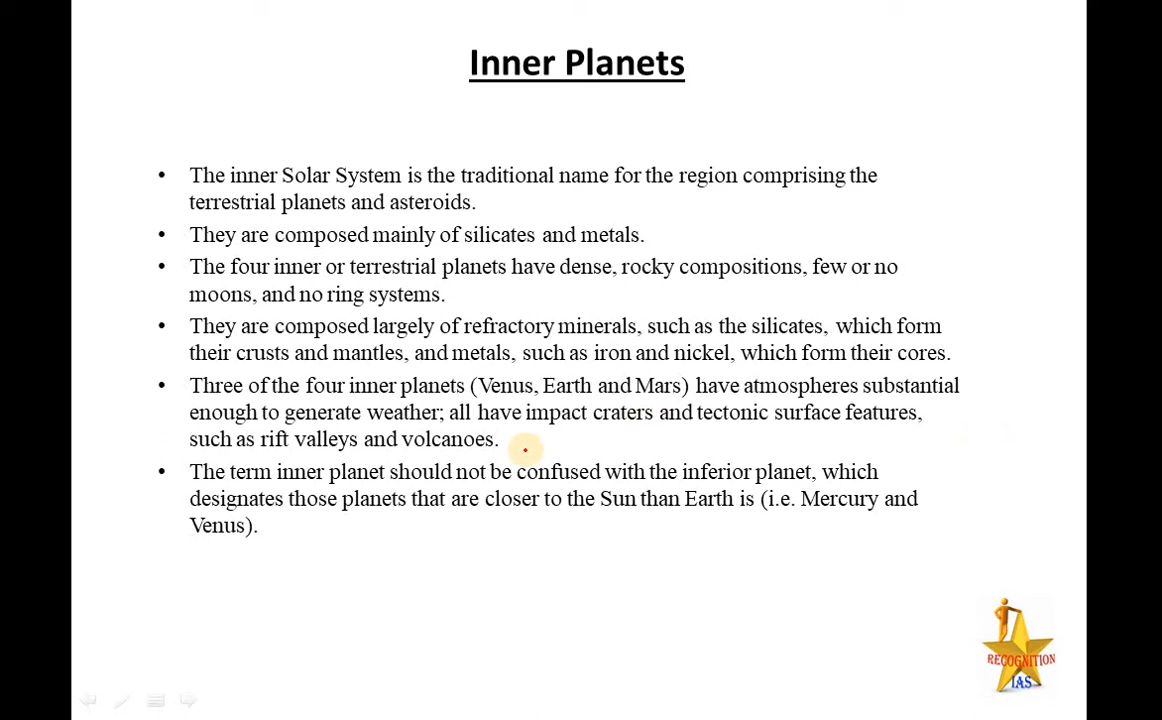 Inner Planets
• The inner Solar System is the traditional name for the region comprising the
terrestrial planets and asteroids.
• They are composed mainly of silicates and metals.
• The four inner or terrestrial planets have dense, rocky compositions, few or no
moons, and no ring systems.
• They are composed largely of refractory minerals, such as the silicates, which form
their crusts and mantles, and metals, such as iron and nickel, which form their cores.
• Three of the four inner planets (Venus, Earth and Mars) have atmospheres substantial
enough to generate weather; all have impact craters and tectonic surface features,
such as rift valleys and volcanoes.
• The term inner planet should not be confused with the inferior planet, which
designates those planets that are closer to the Sun than Earth is (i.e. Mercury and
Venus).
RECOGNITION
IAS